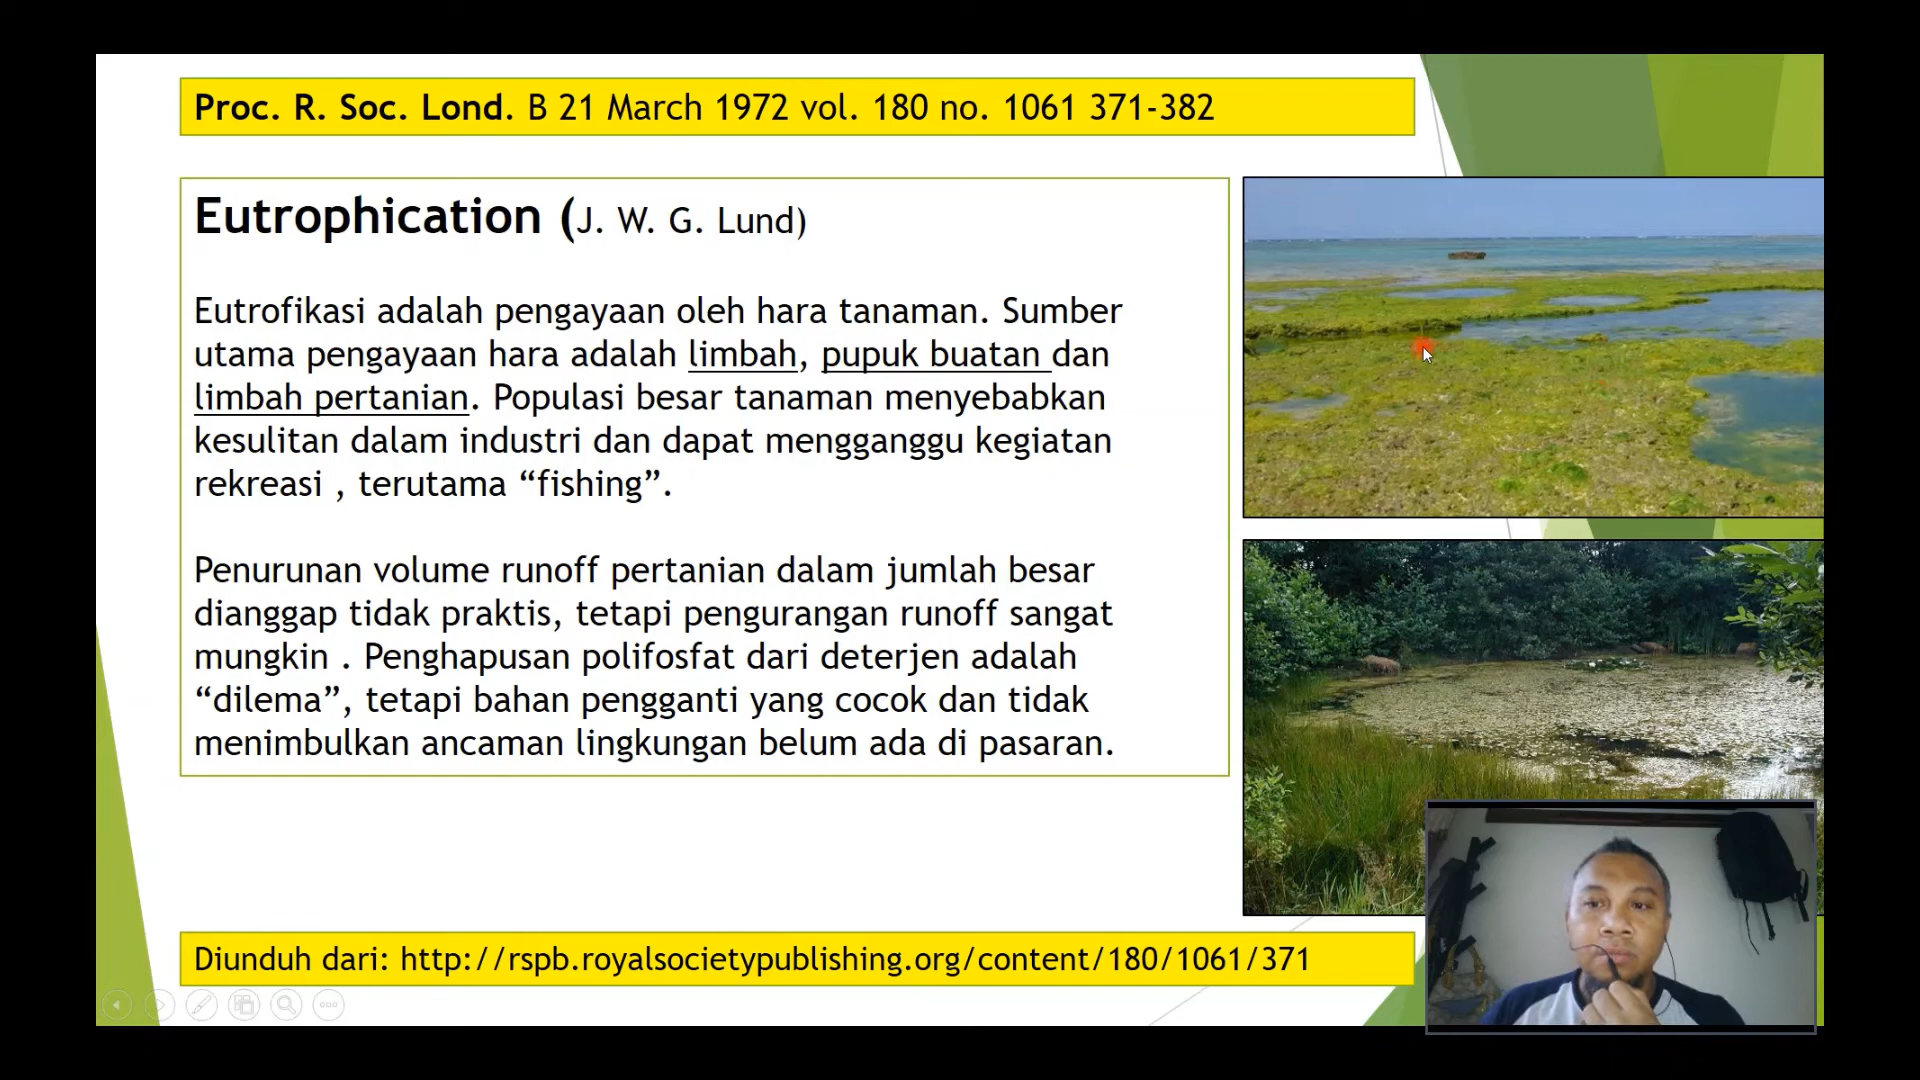 Proc. R. Soc. Lond. B 21 March 1972 vol. 180 no. 1061 371-382
Eutrophication (J. W. G. Lund)
Eutrofikasi adalah pengayaan oleh hara tanaman. Sumber
utama pengayaan hara adalah limbah, pupuk buatan dan
limbah pertanian. Populasi besar tanaman menyebabkan
kesulitan dalam industri dan dapat mengganggu kegiatan
rekreasi , terutama “fishing”.
Penurunan volume runoff pertanian dalam jumlah besar
dianggap tidak praktis, tetapi pengurangan runoff sangat
mungkin . Penghapusan polifosfat dari deterjen adalah
“dilema”, tetapi bahan pengganti yang cocok dan tidak
menimbulkan ancaman lingkungan belum ada di pasaran.
Diunduh dari: http://rspb.royalsocietypublishing.org/content/180/1061/371